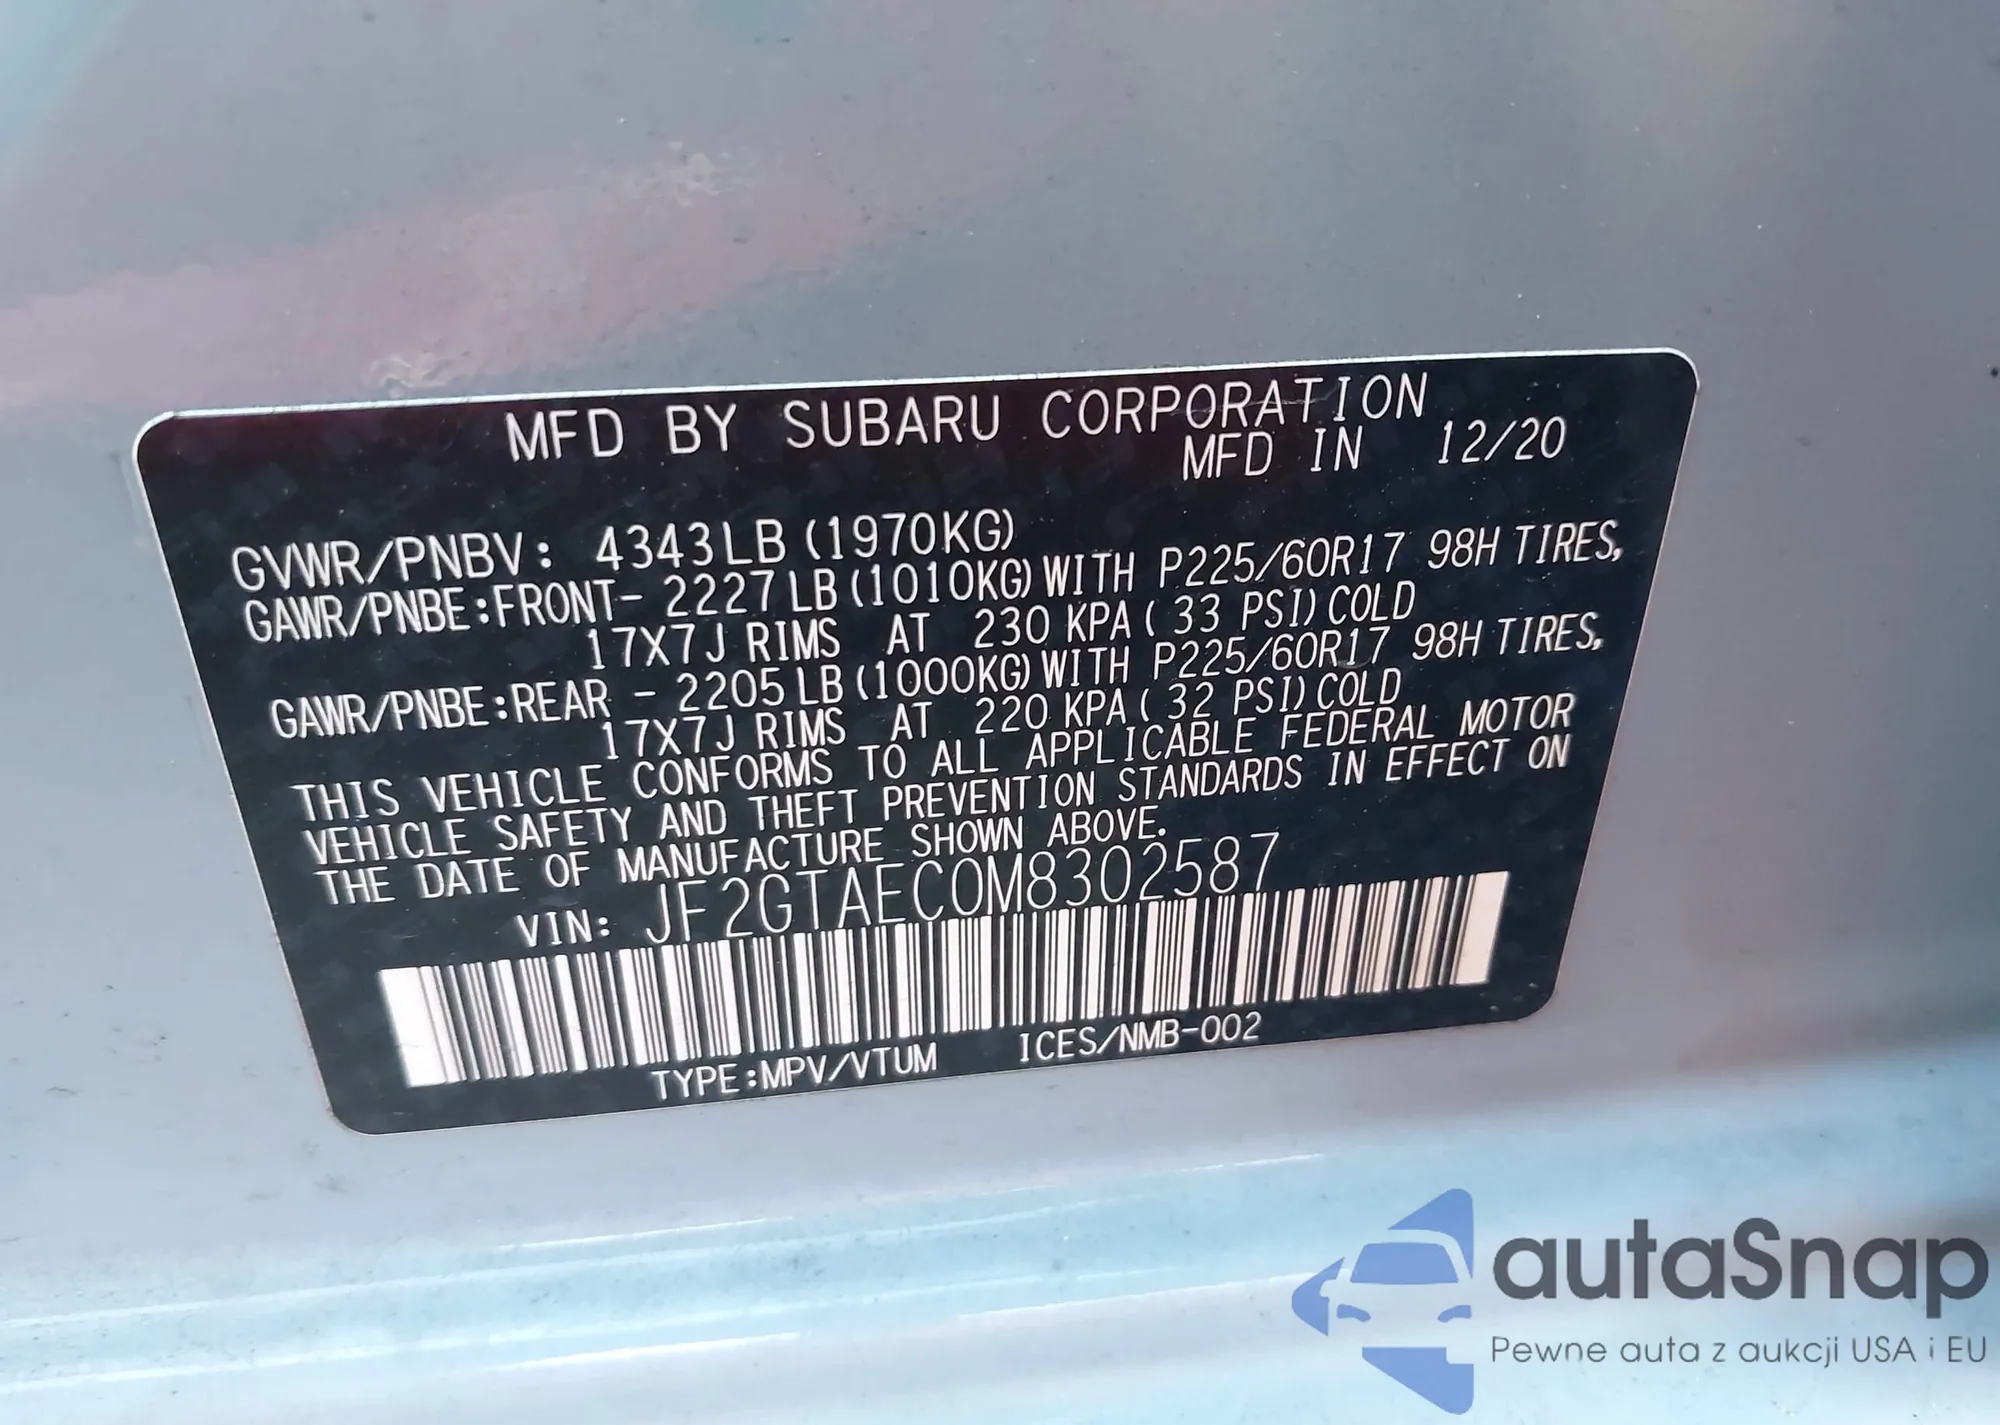 MFD BY SUBARU CORPORATION
MFD IN 12/20
GVWR/PNBV: 4343LB (1970KG)
GAWR/PNBE:FRONT- 2227LB(1010KG)WITH P225/60R17 98H TIRES,
17X7J RIMS AT 230 KPA( 33 PSI)COLD
GAWR/PNBE:REAR - 2205LB(1000KG)WITH P225/60R17 98H TIRES,
17X7J RIMS AT 220 KPA( 32 PSI)COLD
THIS VEHICLE CONFORMS TO ALL APPLICABLE FEDERAL MOTOR
VEHICLE SAFETY AND THEFT PREVENTION STANDARDS IN EFFECT ON
THE DATE OF MANUFACTURE SHOWN ABOVE.
VIN: JF2GTAEC0M8302587
TYPE:MPV/VTUM ICES/NMB-002
autaSnap
Pewne auta z aukcji USA i EU